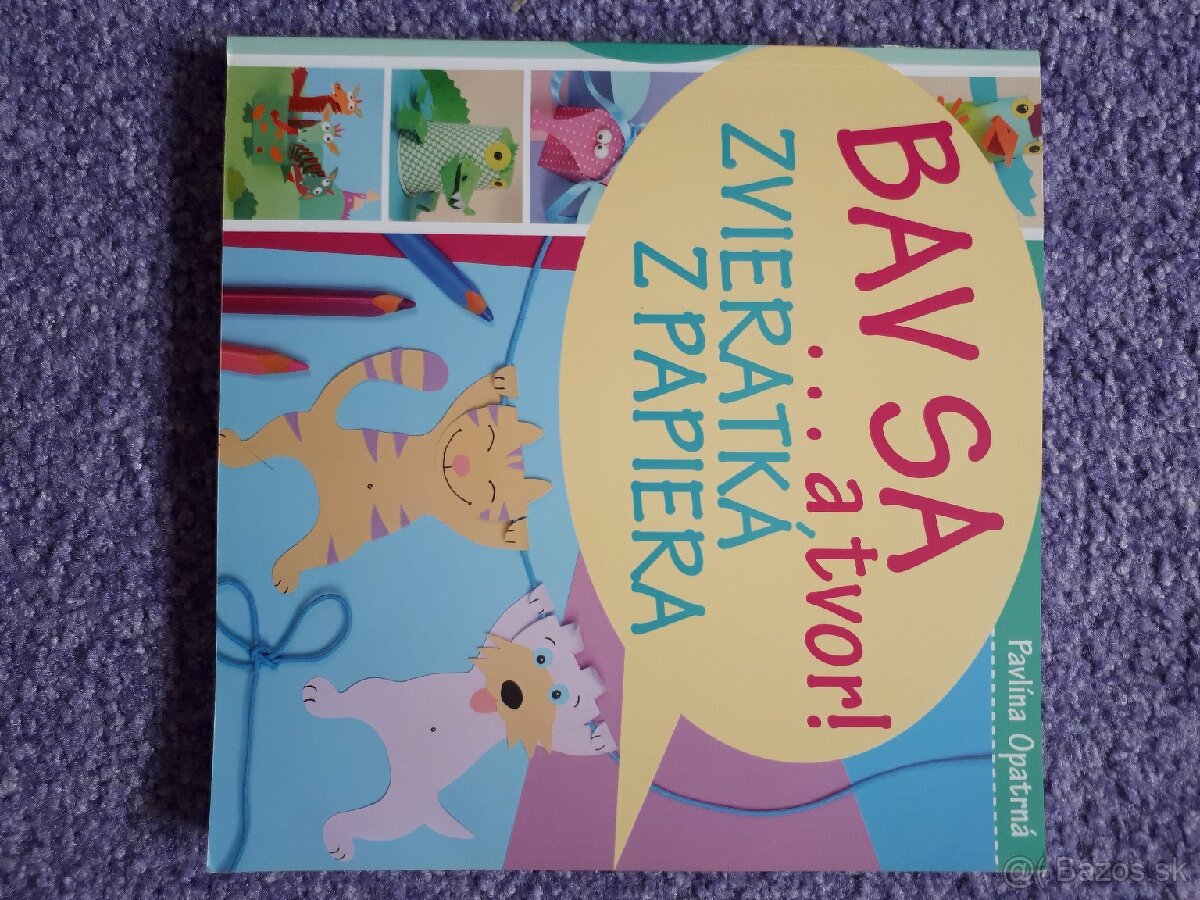 Pavlína Opatrná
BAV SA
...a tvor!
ZVIERATKÁ
Z PAPIERA
Bazos.sk